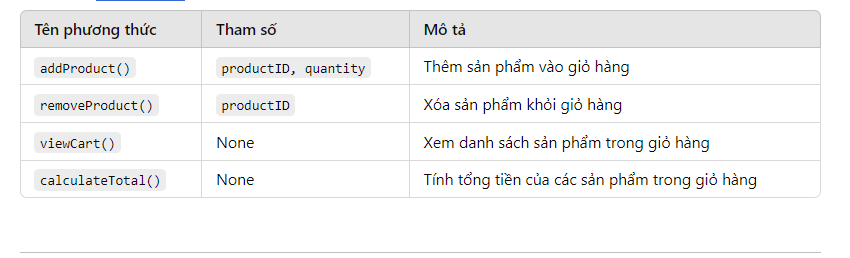 Tên phương thức Tham số Mô tả
addProduct() productID, quantity Thêm sản phẩm vào giỏ hàng
removeProduct() productID Xóa sản phẩm khỏi giỏ hàng
viewCart() None Xem danh sách sản phẩm trong giỏ hàng
calculateTotal() None Tính tổng tiền của các sản phẩm trong giỏ hàng